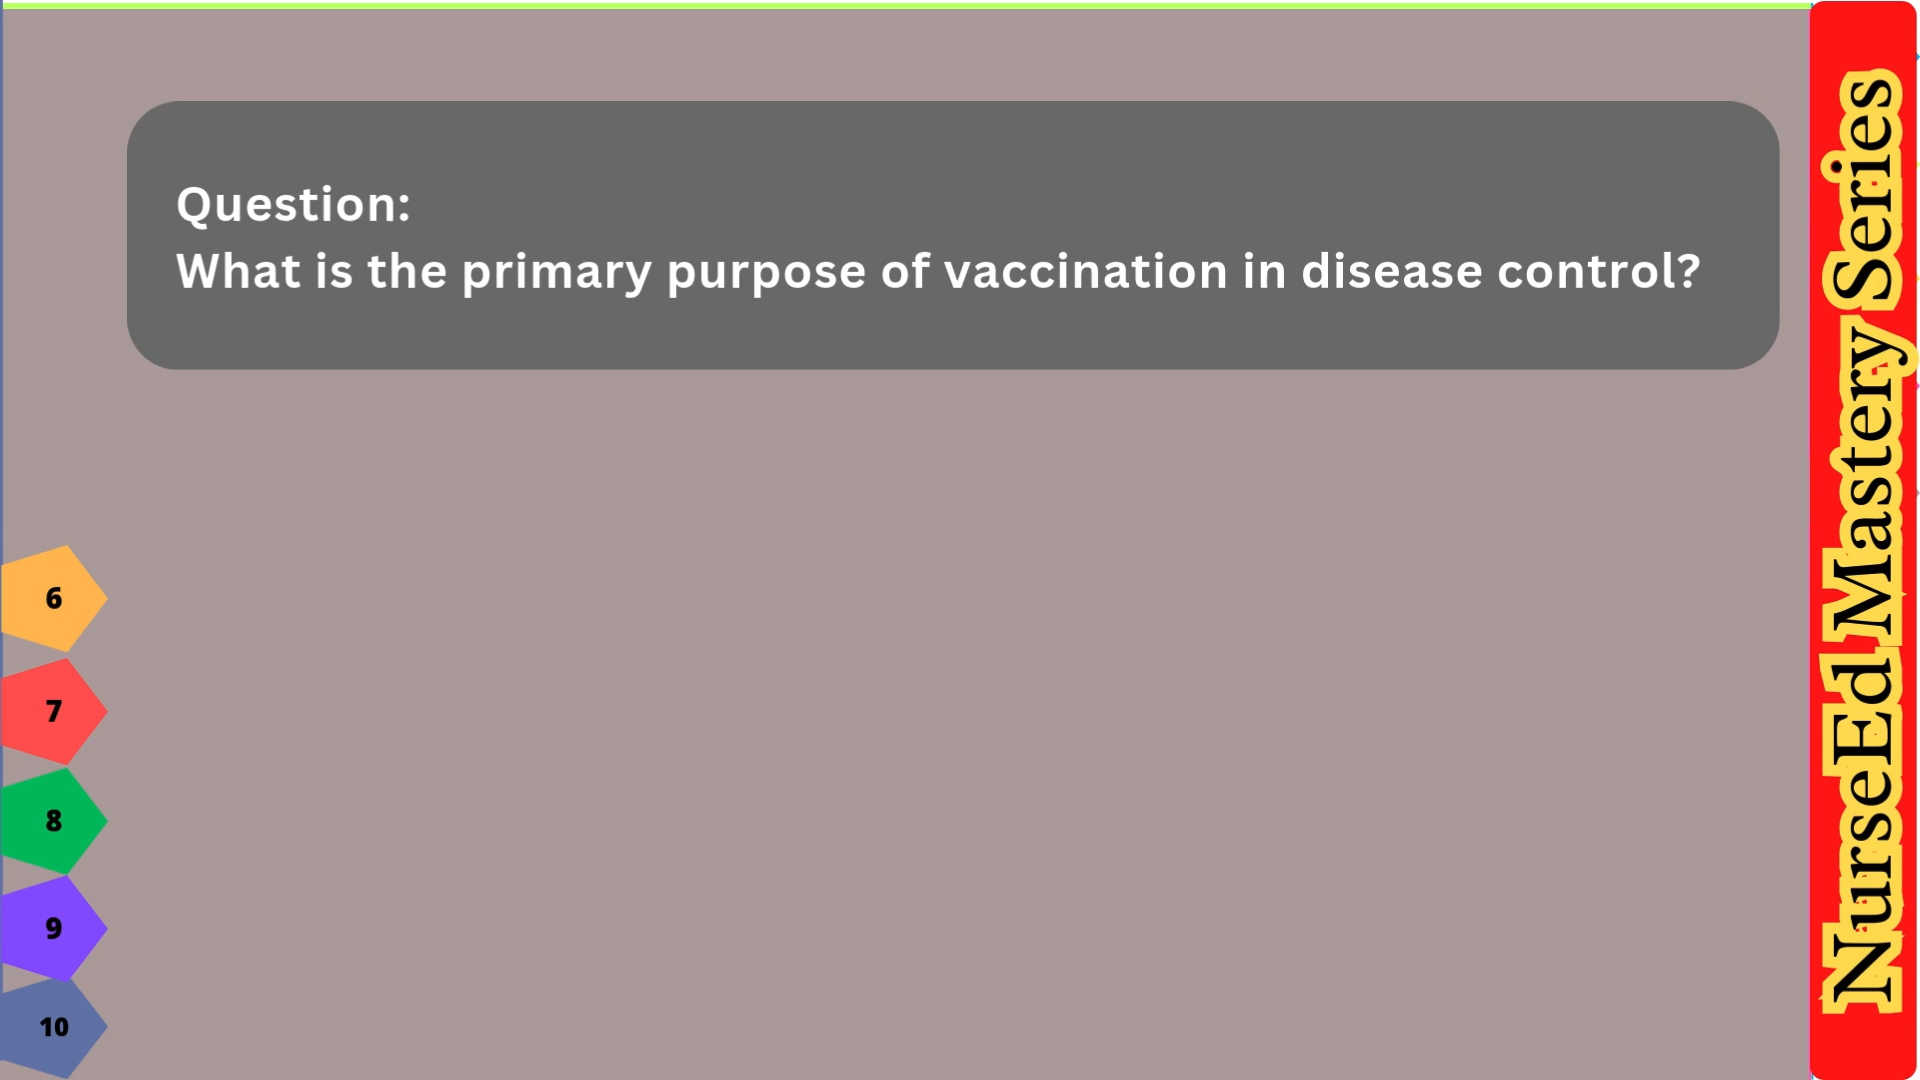 Question:
What is the primary purpose of vaccination in disease control?
6
7
8
9
10
NurseEd Mastery Series